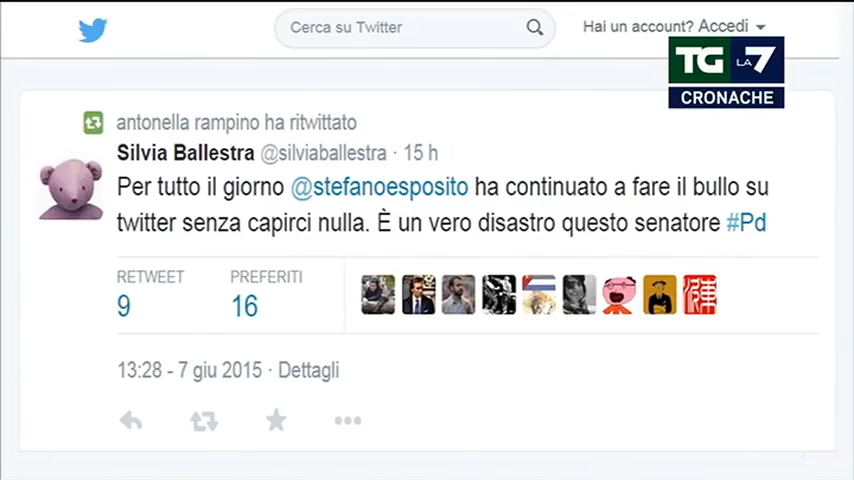 Cerca su Twitter
Hai un account? Accedi
TG LA 7
CRONACHE
antonella rampino ha ritwittato
Silvia Ballestra @silviaballestra · 15 h
Per tutto il giorno @stefanoesposito ha continuato a fare il bullo su
twitter senza capirci nulla. È un vero disastro questo senatore #Pd
RETWEET PREFERITI
9 16
13:28 - 7 giu 2015 · Dettagli